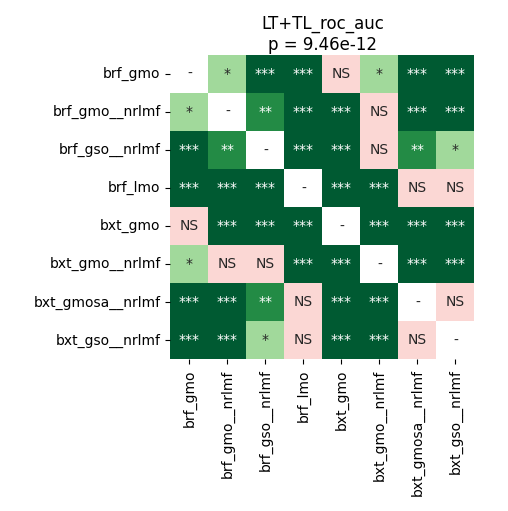 LT+TL_roc_auc
p = 9.46e-12
brf_gmo - * *** *** NS * *** ***
brf_gmo__nrlmf * - ** *** *** NS *** ***
brf_gso__nrlmf *** ** - *** *** NS ** *
brf_lmo *** *** *** - *** *** NS NS
bxt_gmo NS *** *** *** - *** *** ***
bxt_gmo__nrlmf * NS NS *** *** - *** ***
bxt_gmosa__nrlmf *** *** ** NS *** *** - NS
bxt_gso__nrlmf *** *** * NS *** *** NS -
brf_gmo
brf_gmo__nrlmf
brf_gso__nrlmf
brf_lmo
bxt_gmo
bxt_gmo__nrlmf
bxt_gmosa__nrlmf
bxt_gso__nrlmf